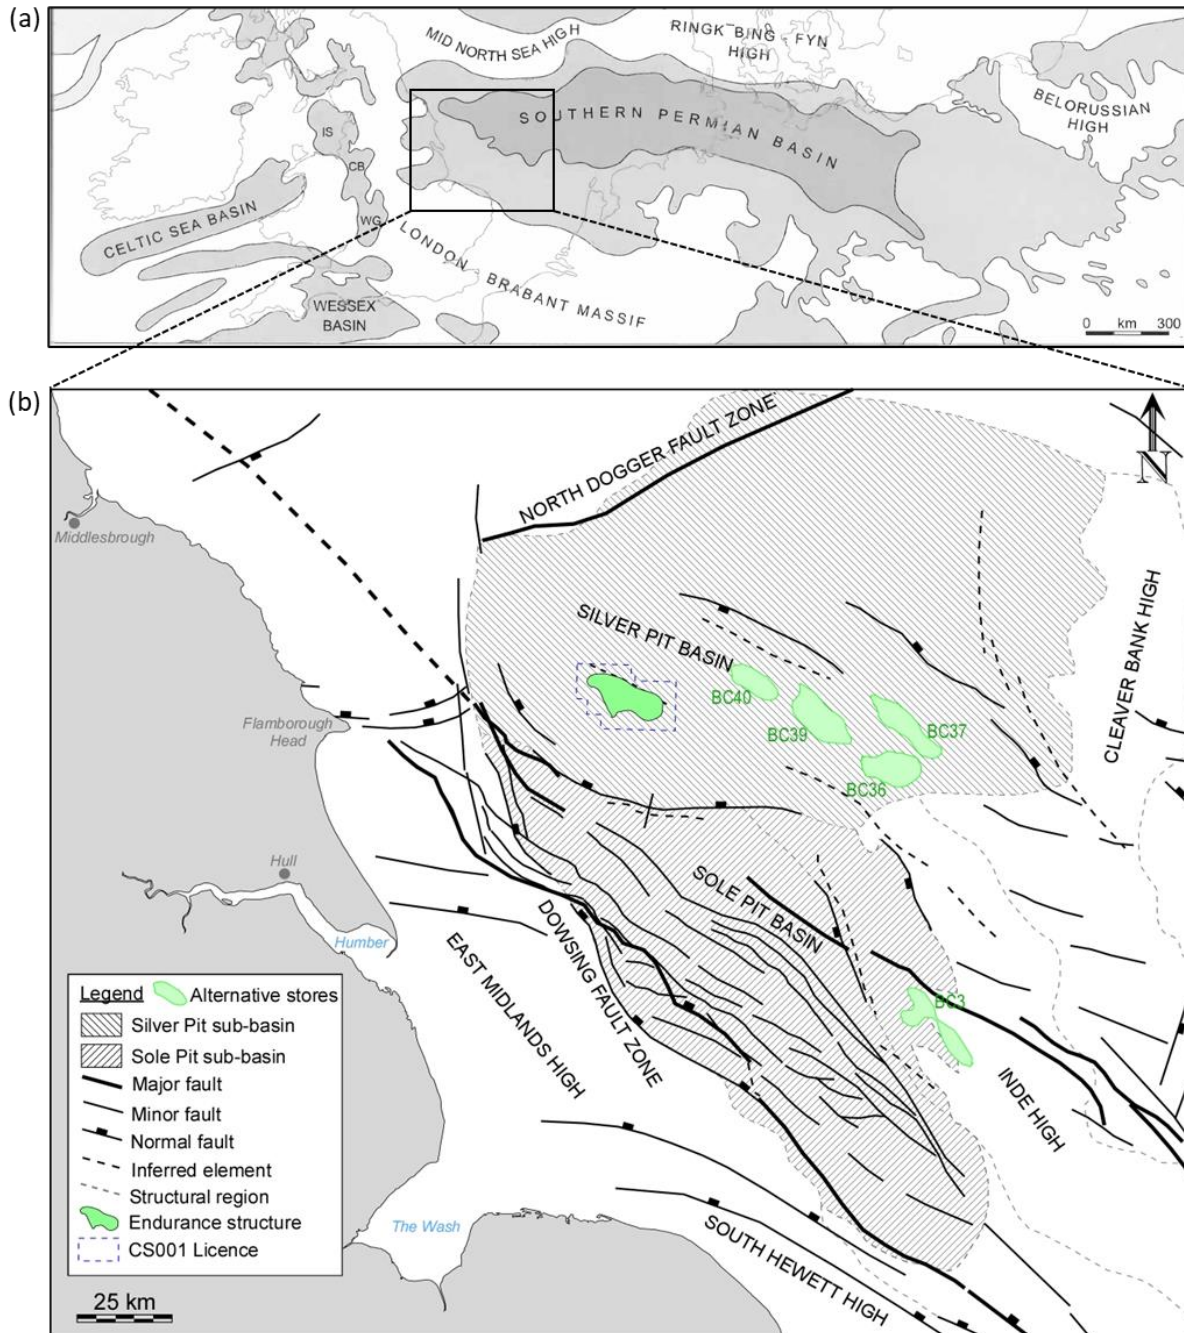 (a)
MID NORTH SEA HIGH
RINGK BING - FYN
HIGH
BELORUSSIAN
HIGH
SOUTHERN PERMIAN BASIN
IS
CB
WG
CELTIC SEA BASIN
LONDON - BRABANT MASSIF
WESSEX
BASIN
0 km 300
(b)
N
NORTH DOGGER FAULT ZONE
Middlesbrough
SILVER PIT BASIN
CLEAVER BANK HIGH
BC40
BC39
BC37
BC36
Flamborough
Head
Hull
Humber
SOLE PIT BASIN
DOWSING FAULT ZONE
EAST MIDLANDS HIGH
BC3
INDE HIGH
The Wash
SOUTH HEWETT HIGH
Legend
Alternative stores
Silver Pit sub-basin
Sole Pit sub-basin
Major fault
Minor fault
Normal fault
Inferred element
Structural region
Endurance structure
CS001 Licence
25 km